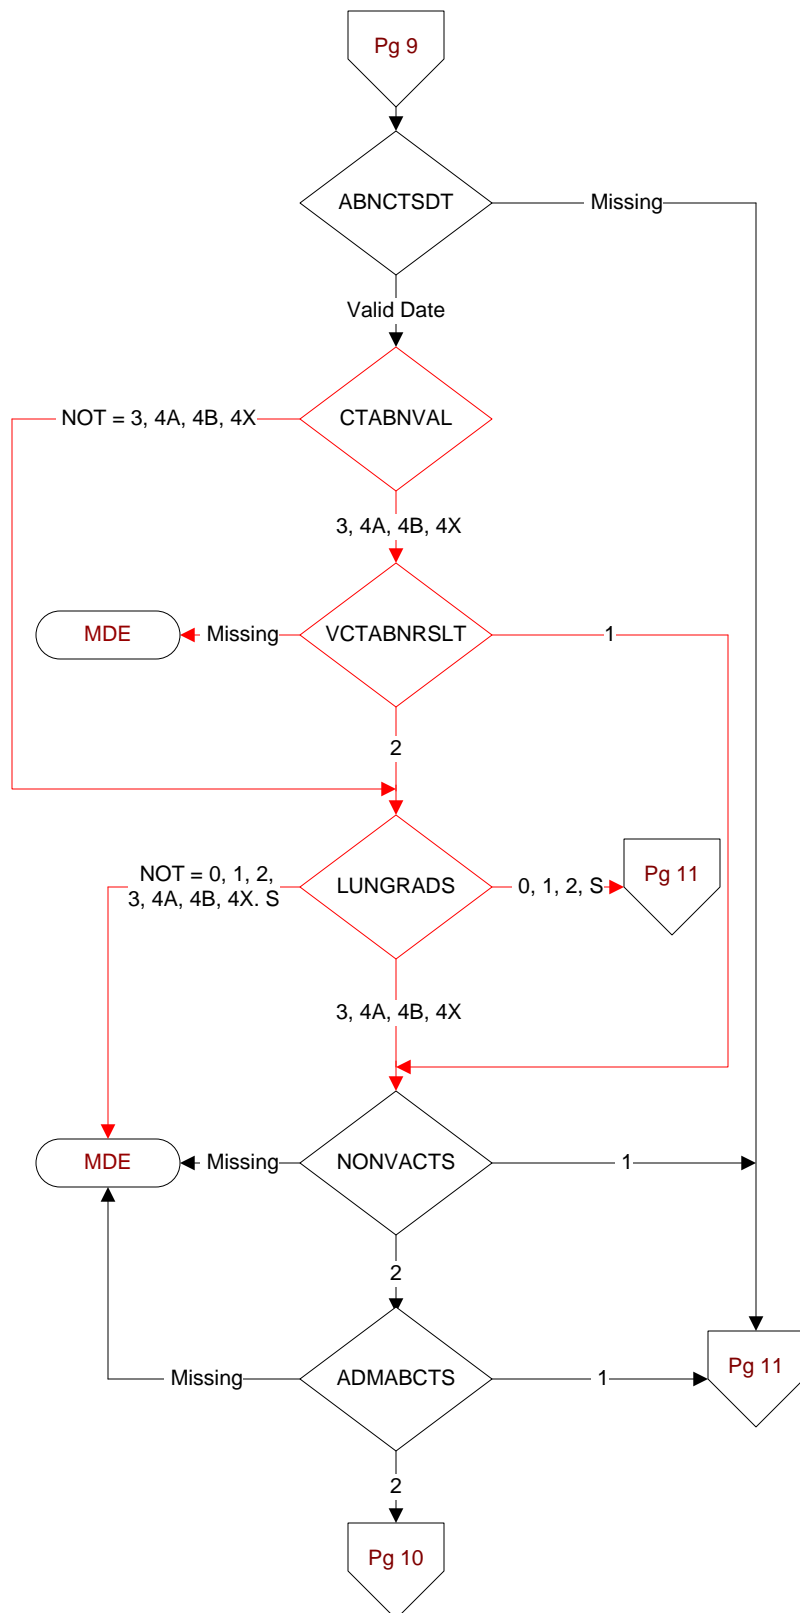 Pg 9
ABNCTSDT
Missing
Valid Date
NOT = 3, 4A, 4B, 4X
CTABNVAL
3, 4A, 4B, 4X
MDE
Missing
VCTABNRSLT
1
2
NOT = 0, 1, 2,
3, 4A, 4B, 4X. S
LUNGRADS
0, 1, 2, S
Pg 11
3, 4A, 4B, 4X
MDE
Missing
NONVACTS
1
2
Missing
ADMABCTS
1
Pg 11
2
Pg 10